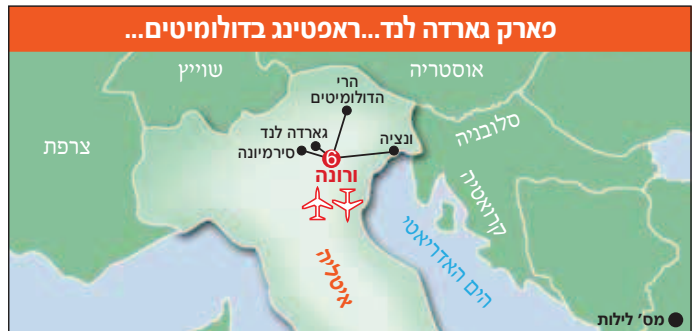 פארק גארדה לנד...ראפטינג בדולומיטים...
שוייץ
אוסטריה
הרי
הדולומיטים
סלובניה
צרפת
גארדה לנד
ונציה
סירמיונה
6
ורונה
קרואטיה
הים האדריאטי
איטליה
מס' לילות